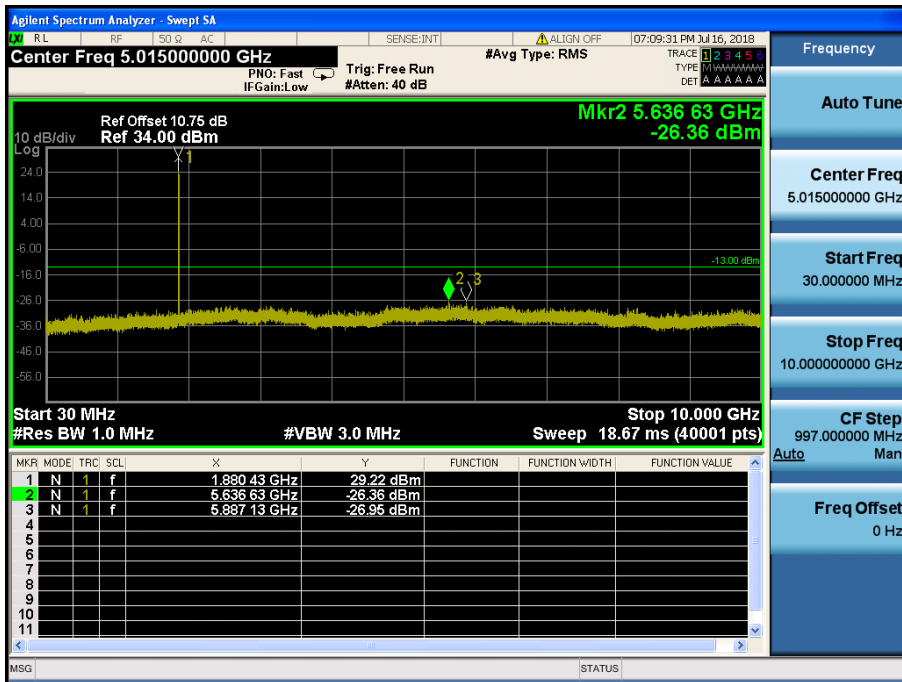 Agilent Spectrum Analyzer - Swept SA
LXI RL RF 50 Ω AC SENSE:INT ALIGN OFF 07:09:31 PM Jul 16, 2018
Center Freq 5.015000000 GHz
PNO: Fast
IFGain:Low
Trig: Free Run
#Atten: 40 dB
#Avg Type: RMS
TRACE 1 2 3 4 5 6
TYPE M WWWWW
DET A A A A A A
Ref Offset 10.75 dB
10 dB/div Ref 34.00 dBm
Log
Mkr2 5.636 63 GHz
-26.36 dBm
1
24.0
14.0
4.00
-6.00
-13.00 dBm
-16.0
2 3
-26.0
-36.0
-46.0
-56.0
Start 30 MHz Stop 10.000 GHz
#Res BW 1.0 MHz #VBW 3.0 MHz Sweep 18.67 ms (40001 pts)
MKR MODE TRC SCL X Y FUNCTION FUNCTION WIDTH FUNCTION VALUE
1 N 1 f 1.880 43 GHz 29.22 dBm
2 N 1 f 5.636 63 GHz -26.36 dBm
3 N 1 f 5.887 13 GHz -26.95 dBm
4
5
6
7
8
9
10
11
MSG STATUS
Frequency
Auto Tune
Center Freq
5.015000000 GHz
Start Freq
30.000000 MHz
Stop Freq
10.000000000 GHz
CF Step
997.000000 MHz
Auto Man
Freq Offset
0 Hz